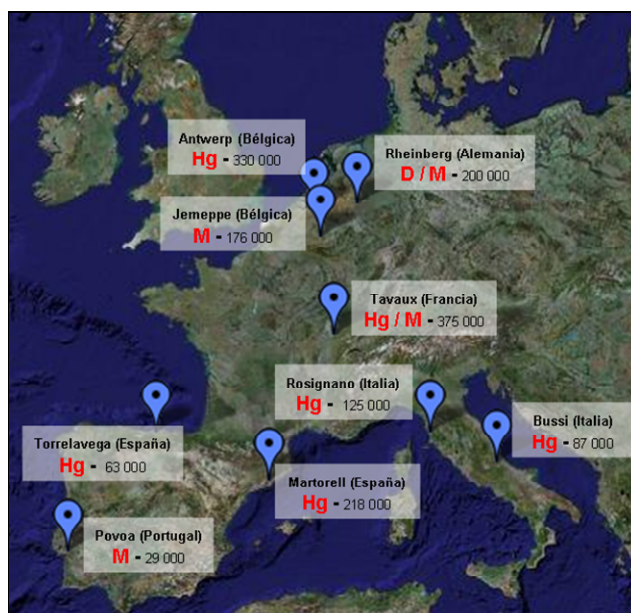 Antwerp (Bélgica)
Hg - 330 000
Rheinberg (Alemania)
D / M - 200 000
Jemeppe (Bélgica)
M - 176 000
Tavaux (Francia)
Hg / M - 375 000
Rosignano (Italia)
Hg - 125 000
Bussi (Italia)
Hg - 87 000
Torrelavega (España)
Hg - 63 000
Martorell (España)
Hg - 218 000
Povoa (Portugal)
M - 29 000